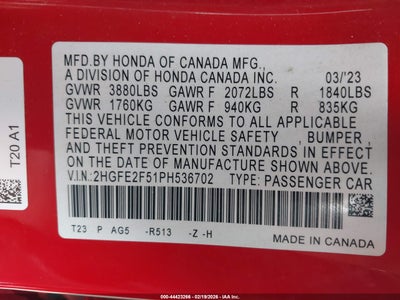 MFD.BY HONDA OF CANADA MFG.,
A DIVISION OF HONDA CANADA INC. 03/'23
GVWR 3880LBS GAWR F 2072LBS R 1840LBS
GVWR 1760KG GAWR F 940KG R 835KG
THIS VEHICLE CONFORMS TO ALL APPLICABLE
FEDERAL MOTOR VEHICLE SAFETY , BUMPER,
AND THEFT PREVENTION STANDARDS IN EFFECT
ON THE DATE OF MANUFACTURE SHOWN ABOVE.
V.I.N.:2HGFE2F51PH536702 TYPE: PASSENGER CAR
T23 P AG5 -R513 -Z -H
MADE IN CANADA
T20 A1
© 44423266 - 02/19/2026 - IAA Inc. (USA)